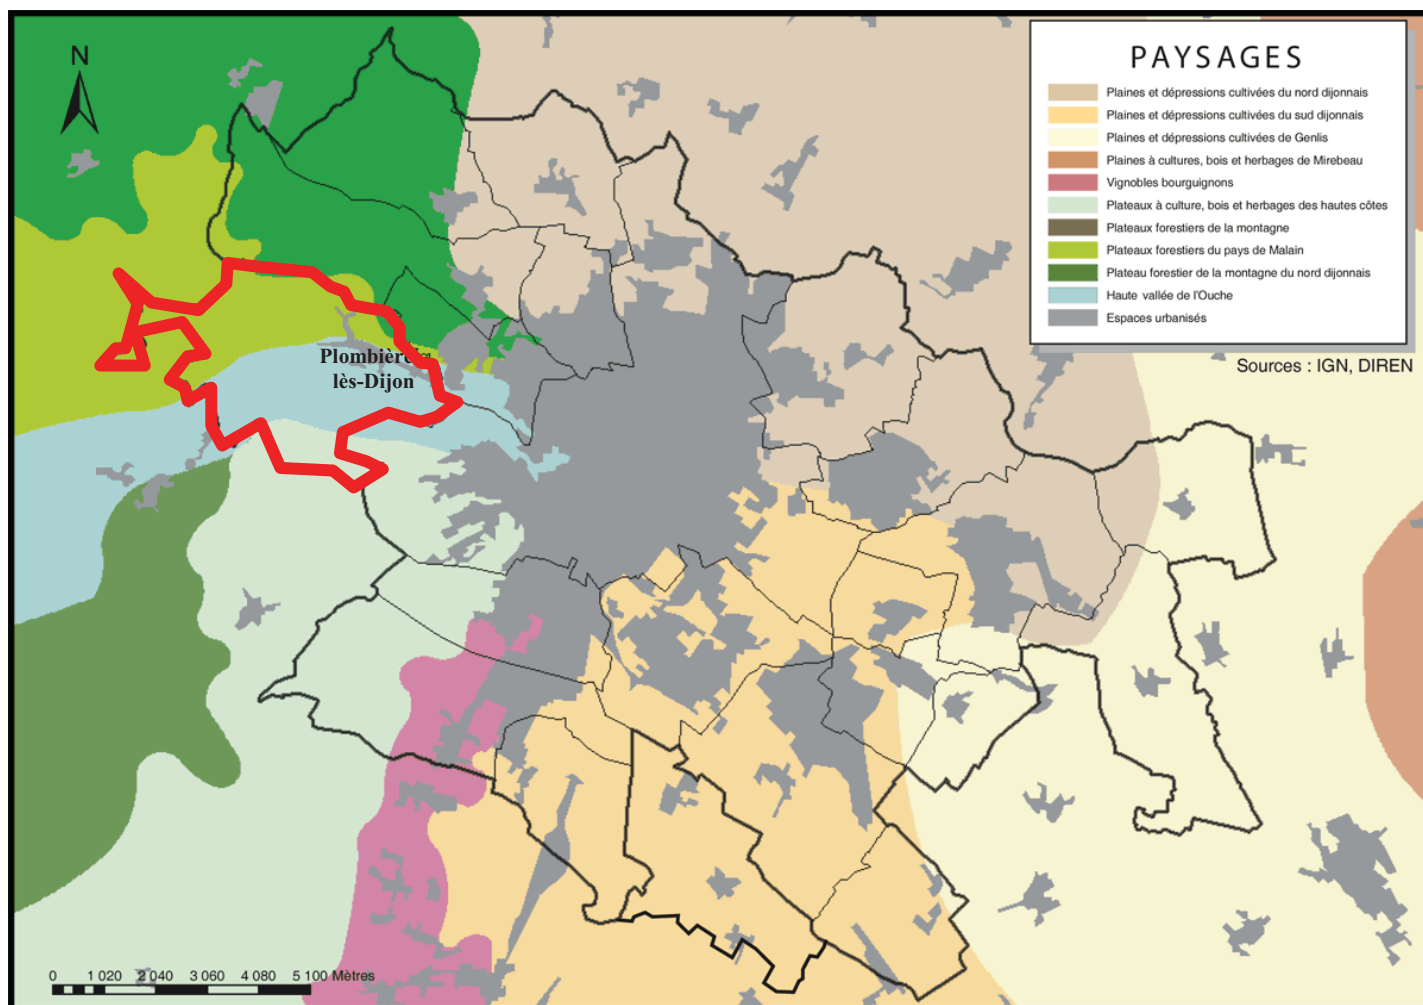 N
PAYSAGES
Plaines et dépressions cultivées du nord dijonnais
Plaines et dépressions cultivées du sud dijonnais
Plaines et dépressions cultivées de Genlis
Plaines à cultures, bois et herbages de Mirebeau
Vignobles bourguignons
Plateaux à culture, bois et herbages des hautes côtes
Plateaux forestiers de la montagne
Plateaux forestiers du pays de Malain
Plateau forestier de la montagne du nord dijonnais
Haute vallée de l'Ouche
Espaces urbanisés
Sources : IGN, DIREN
lès-Dijon
0 1 020 2 040 3 060 4 080 5 100 Mètres